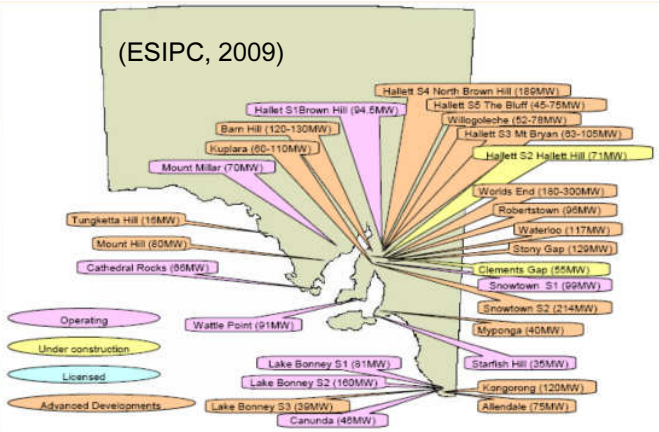 (ESIPC, 2009)
Hallett S4 North Brown Hill (189MW)
Hallet S1Brown Hill (94.5MW)
Hallett S5 The Bluff (45-75MW)
Willogoleche (52-78MW)
Barn Hill (120-130MW)
Hallett S3 Mt Bryan (63-105MW)
Kuplara (60-110MW)
Hallett S2 Hallett Hill (71MW)
Mount Millar (70MW)
Worlds End (180-300MW)
Robertstown (96MW)
Tungketta Hill (16MW)
Waterloo (117MW)
Mount Hill (80MW)
Stony Gap (129MW)
Cathedral Rocks (66MW)
Clements Gap (55MW)
Snowtown S1 (99MW)
Snowtown S2 (214MW)
Operating
Wattle Point (91MW)
Myponga (40MW)
Under construction
Lake Bonney S1 (81MW)
Starfish Hill (35MW)
Licensed
Lake Bonney S2 (160MW)
Kongorong (120MW)
Advanced Developments
Lake Bonney S3 (39MW)
Allendale (75MW)
Canunda (46MW)